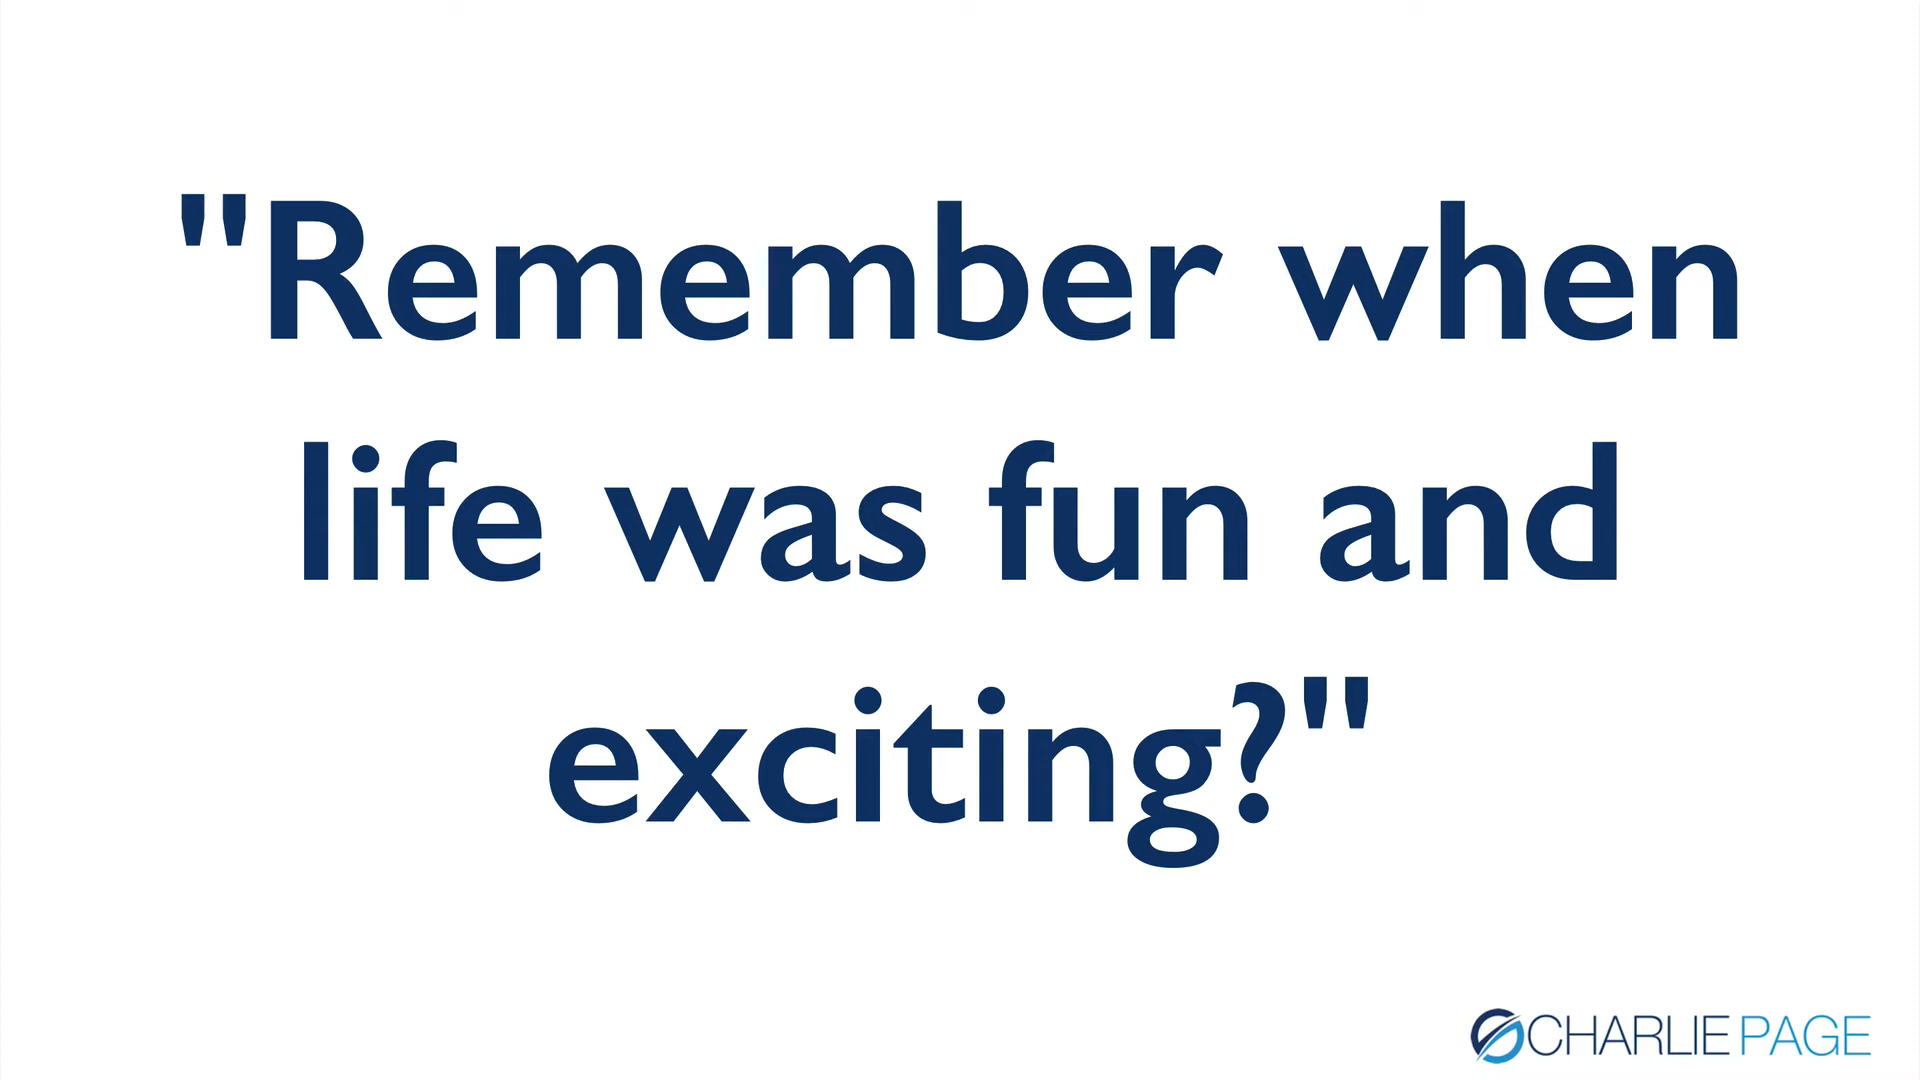 "Remember when
life was fun and
exciting?"
CHARLIE PAGE